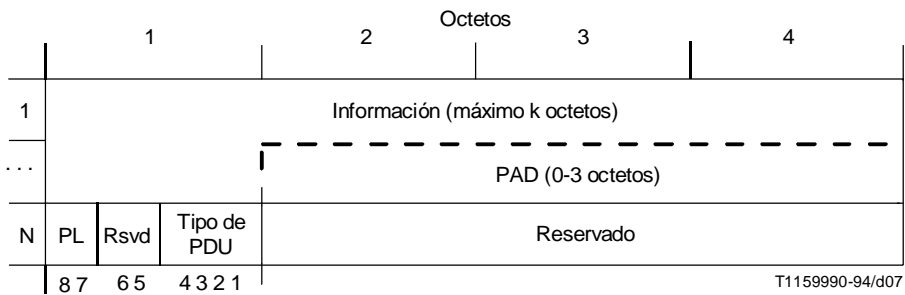 Octetos
1 2 3 4
1 Información (máximo k octetos)
... PAD (0-3 octetos)
N PL Rsvd Tipo de PDU Reservado
8 7 6 5 4 3 2 1
T1159990-94/d07